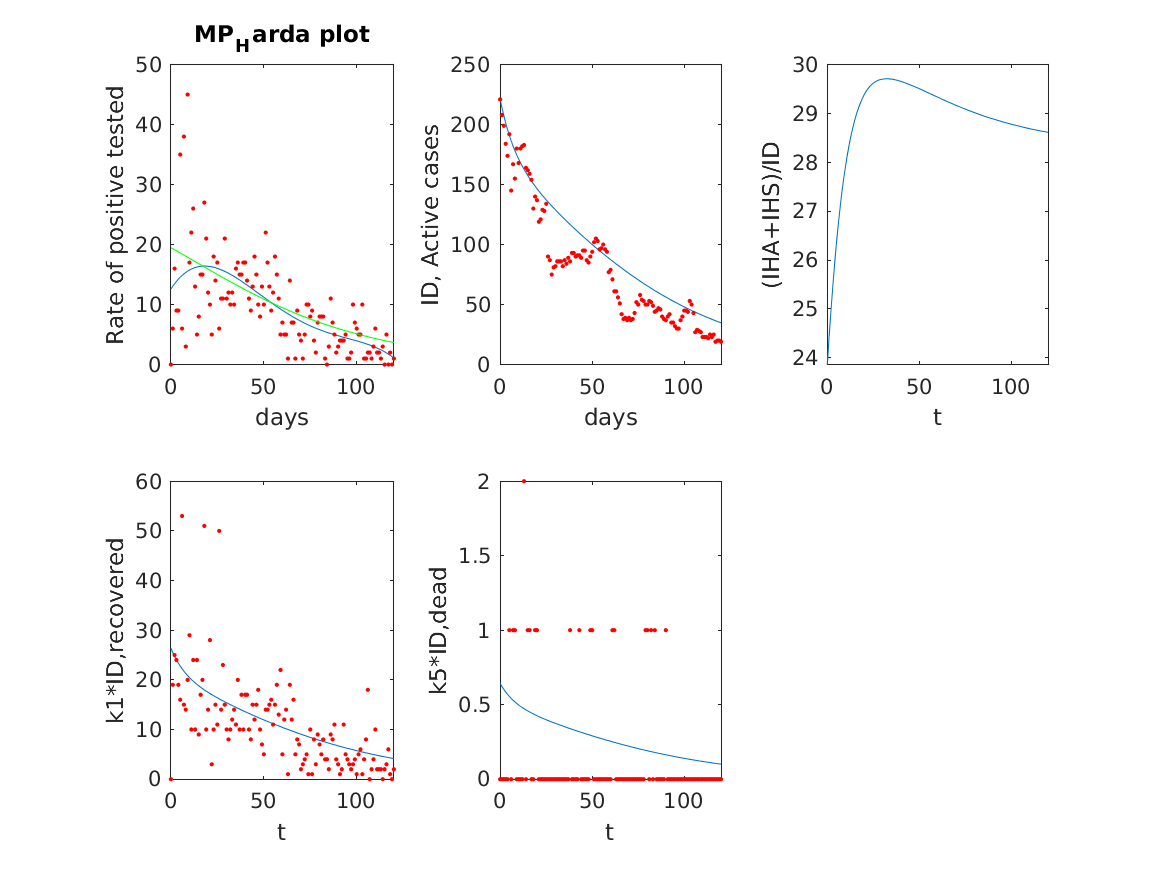 MP_Harda plot
50
40
30
20
10
0
Rate of positive tested
0 50 100
days
250
200
150
100
50
0
ID, Active cases
0 50 100
days
30
29
28
27
26
25
24
(IHA+IHS)/ID
0 50 100
t
60
50
40
30
20
10
0
k1*ID,recovered
0 50 100
t
2
1.5
1
0.5
0
k5*ID,dead
0 50 100
t